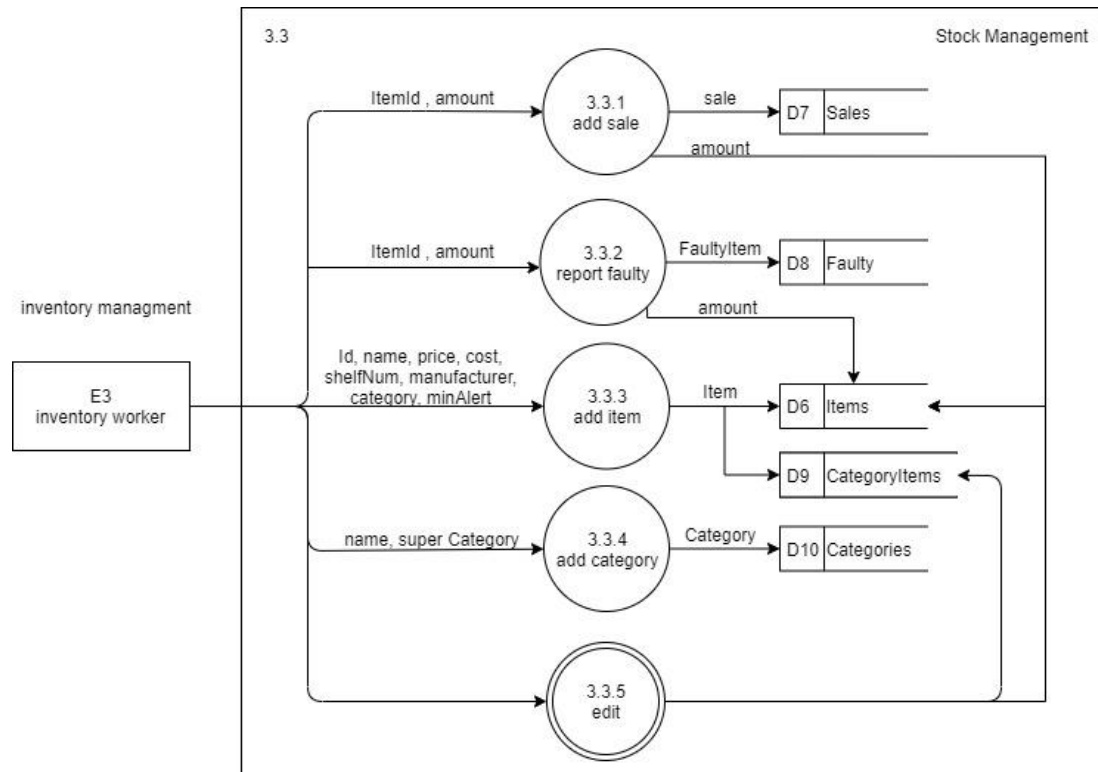 3.3
Stock Management
ItemId , amount
3.3.1
add sale
sale
D7
Sales
amount
ItemId , amount
3.3.2
report faulty
FaultyItem
D8
Faulty
amount
inventory managment
E3
inventory worker
Id, name, price, cost,
shelfNum, manufacturer,
category, minAlert
3.3.3
add item
Item
D6
Items
D9
CategoryItems
name, super Category
3.3.4
add category
Category
D10
Categories
3.3.5
edit